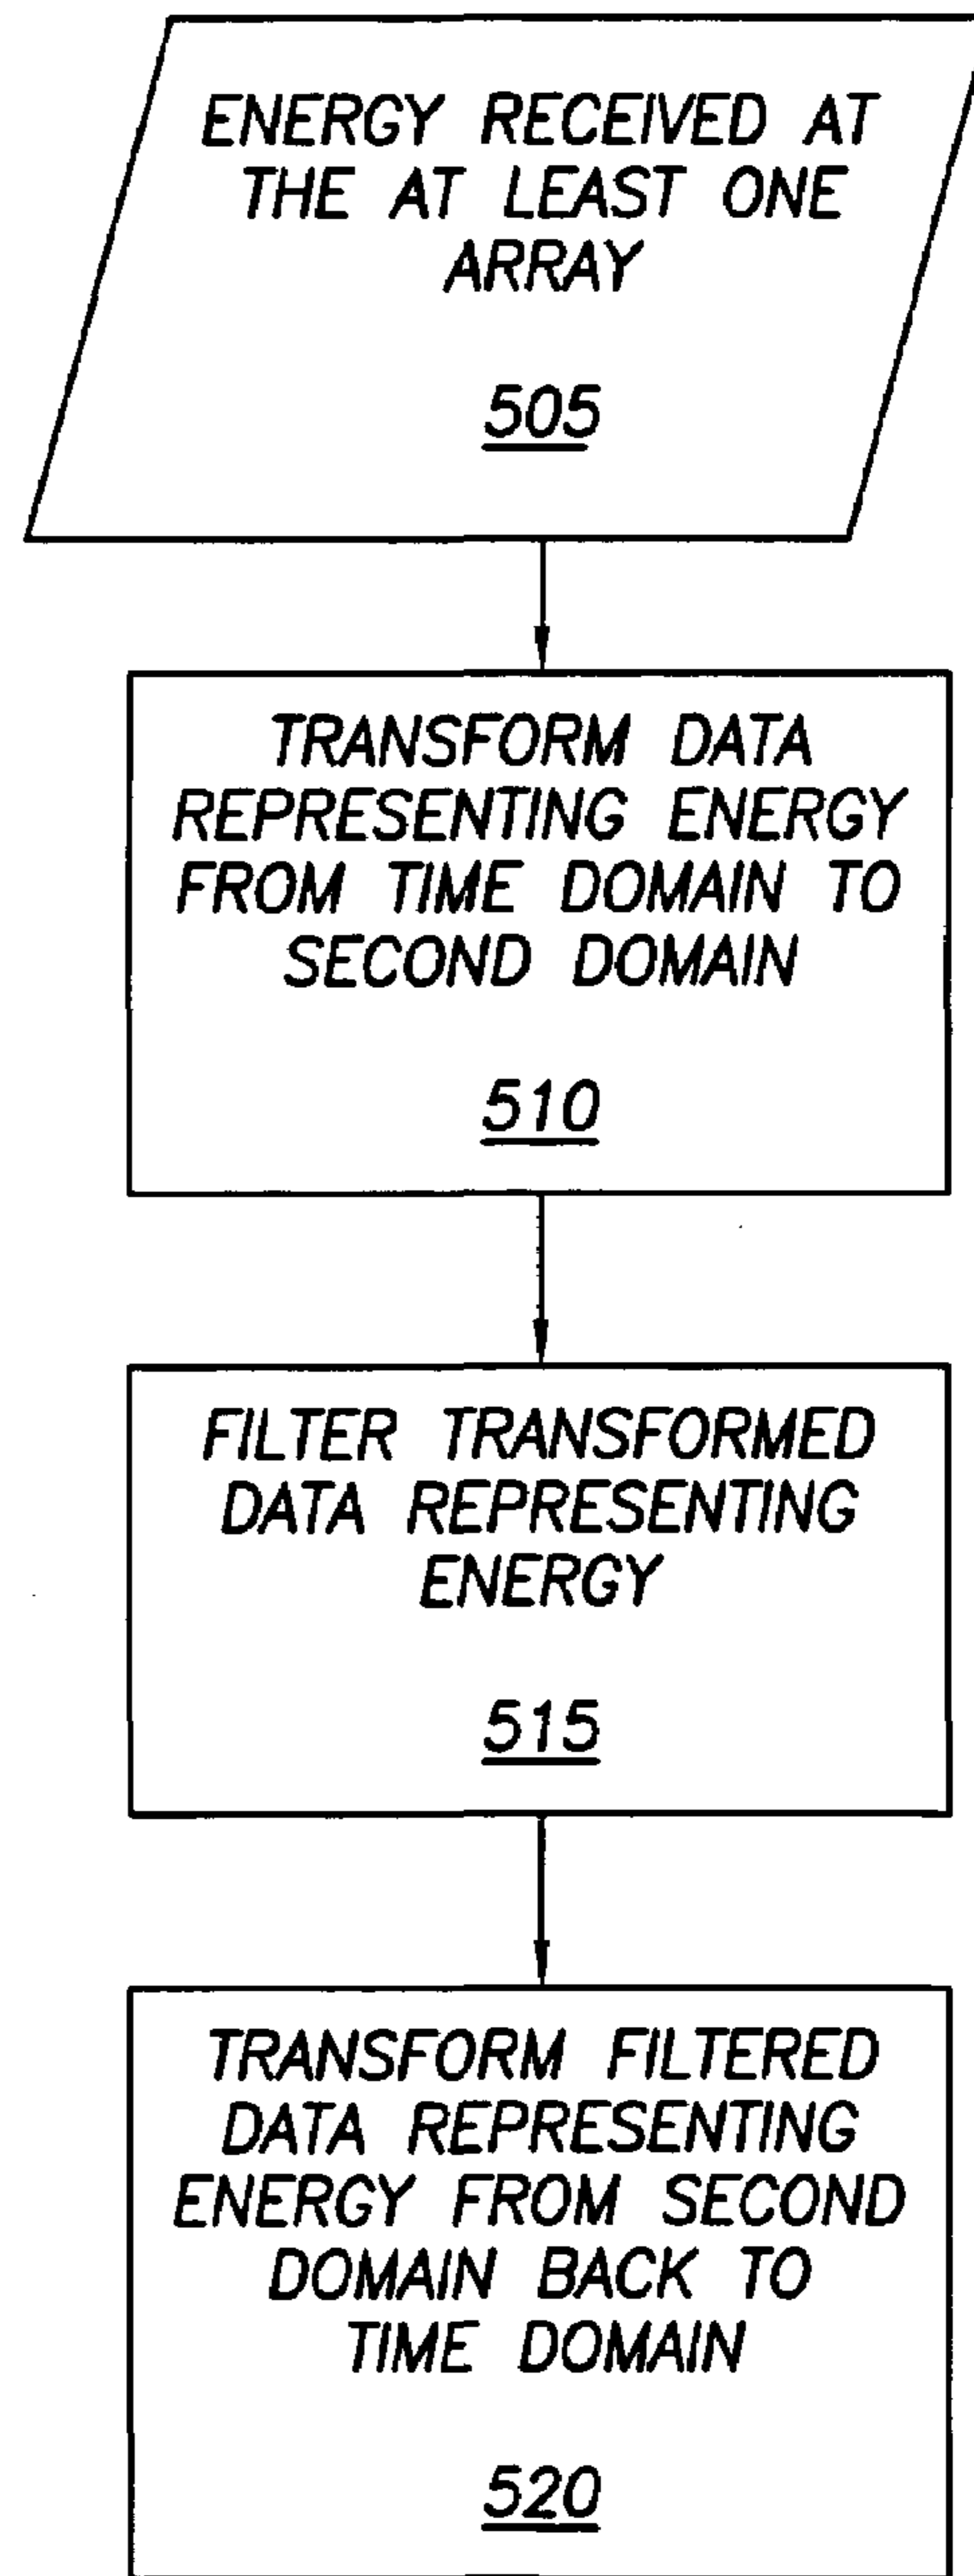 ENERGY RECEIVED AT
THE AT LEAST ONE
ARRAY
505
TRANSFORM DATA
REPRESENTING ENERGY
FROM TIME DOMAIN TO
SECOND DOMAIN
510
FILTER TRANSFORMED
DATA REPRESENTING
ENERGY
515
TRANSFORM FILTERED
DATA REPRESENTING
ENERGY FROM SECOND
DOMAIN BACK TO
TIME DOMAIN
520